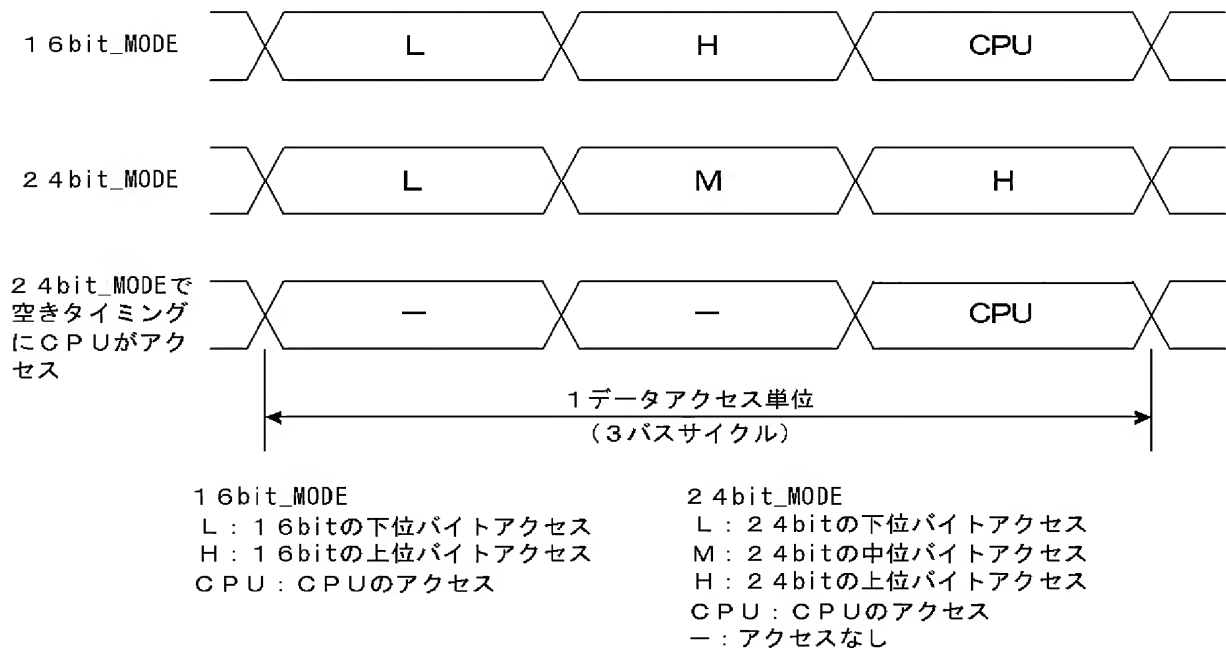 １６bit_MODE
L
H
CPU
２４bit_MODE
L
M
H
２４bit_MODEで
空きタイミング
にＣＰＵがアク
セス
－
－
CPU
１データアクセス単位
（３バスサイクル）
１６bit_MODE
Ｌ：１６bitの下位バイトアクセス
Ｈ：１６bitの上位バイトアクセス
ＣＰＵ：ＣＰＵのアクセス
２４bit_MODE
Ｌ：２４bitの下位バイトアクセス
Ｍ：２４bitの中位バイトアクセス
Ｈ：２４bitの上位バイトアクセス
ＣＰＵ：ＣＰＵのアクセス
－：アクセスなし